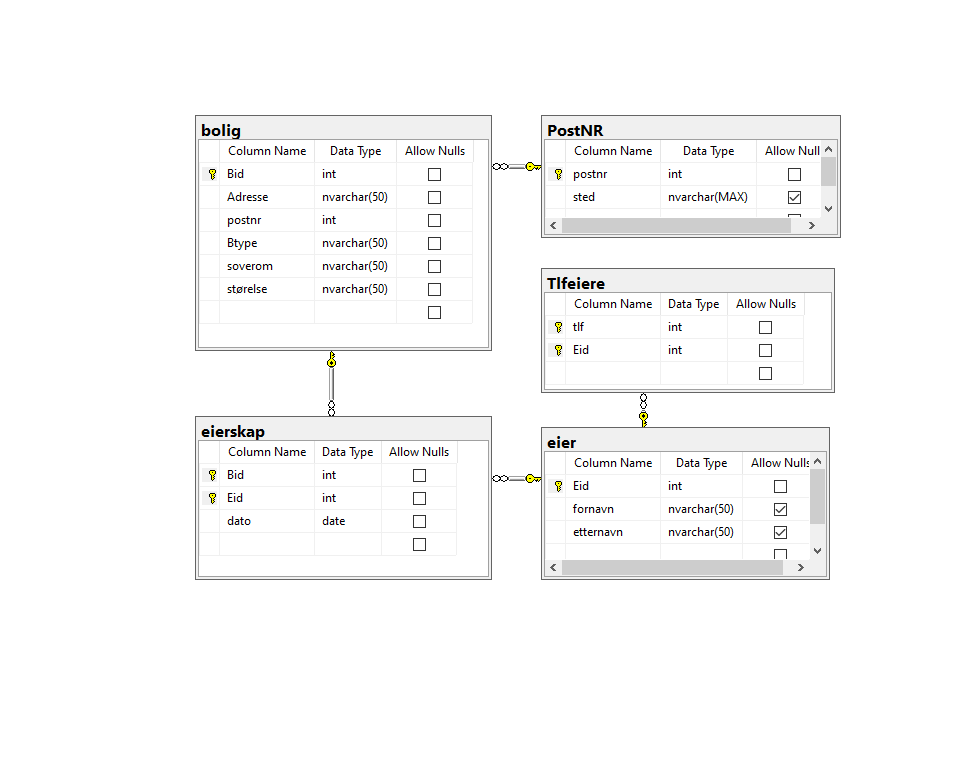 bolig
Column Name Data Type Allow Nulls
Bid int
Adresse nvarchar(50)
postnr int
Btype nvarchar(50)
soverom nvarchar(50)
størelse nvarchar(50)
PostNR
Column Name Data Type Allow Null
postnr int
sted nvarchar(MAX)
Tlfeiere
Column Name Data Type Allow Nulls
tlf int
Eid int
eierskap
Column Name Data Type Allow Nulls
Bid int
Eid int
dato date
eier
Column Name Data Type Allow Nulls
Eid int
fornavn nvarchar(50)
etternavn nvarchar(50)